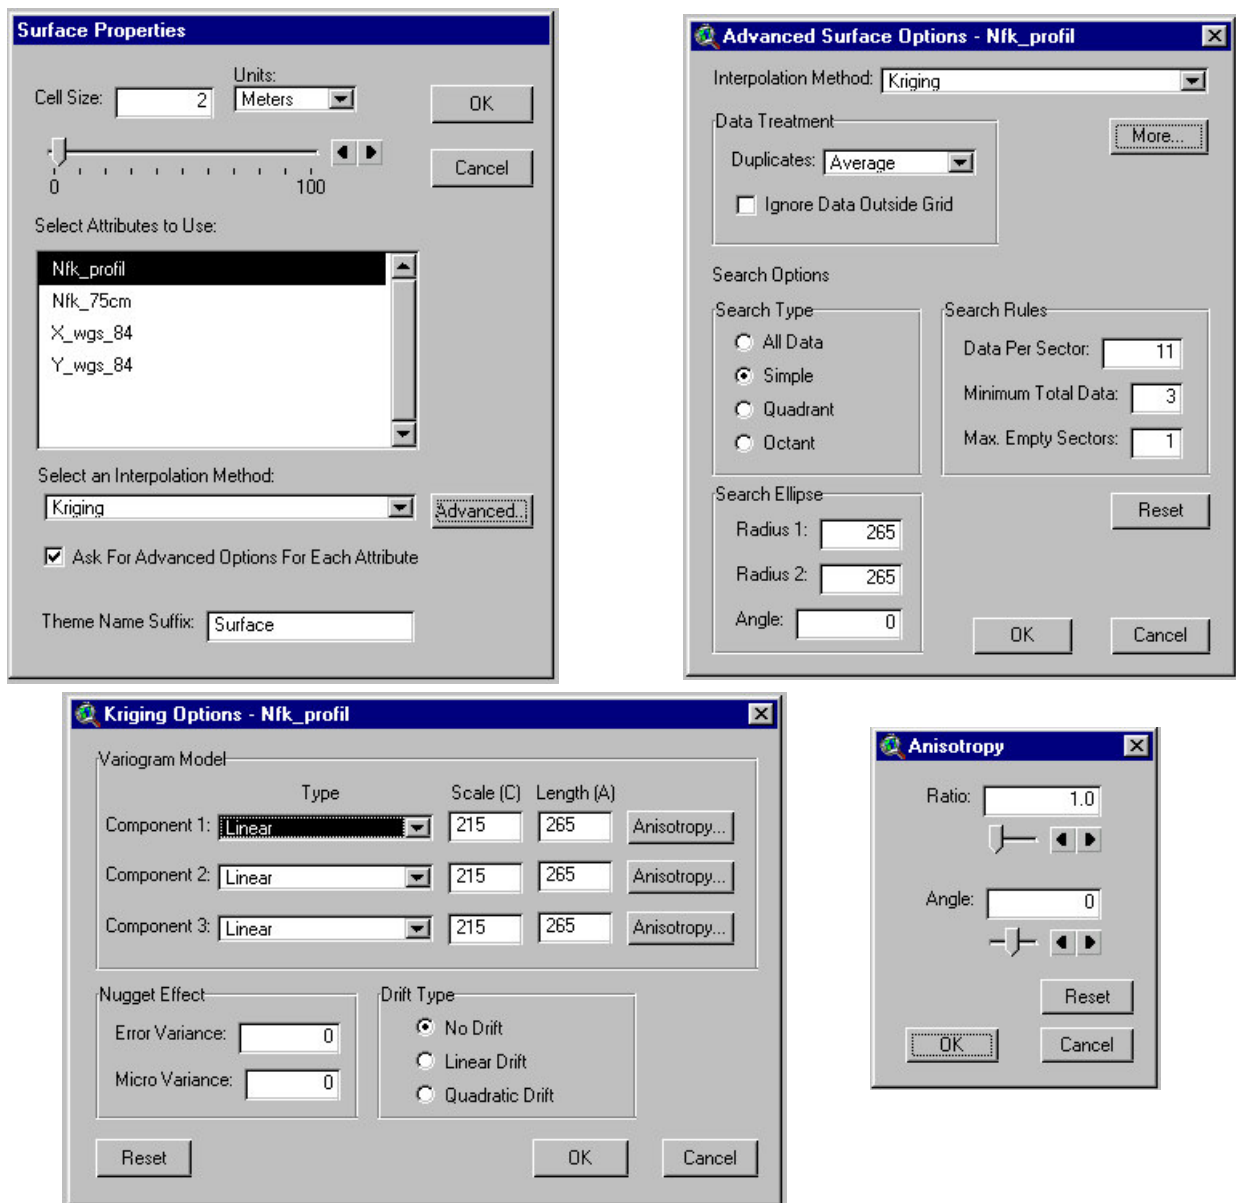 Surface Properties
Units:
Cell Size: 2 Meters
OK
0 100
Cancel
Select Attributes to Use:
Nfk_profil
Nfk_75cm
X_wgs_84
Y_wgs_84
Select an Interpolation Method:
Kriging
Advanced...
Ask For Advanced Options For Each Attribute
Theme Name Suffix: Surface
Advanced Surface Options - Nfk_profil
Interpolation Method: Kriging
Data Treatment
More...
Duplicates: Average
Ignore Data Outside Grid
Search Options
Search Type
All Data
Simple
Quadrant
Octant
Search Rules
Data Per Sector: 11
Minimum Total Data: 3
Max. Empty Sectors: 1
Search Ellipse
Radius 1: 265
Radius 2: 265
Angle: 0
Reset
OK
Cancel
Kriging Options - Nfk_profil
Variogram Model
Type Scale (C) Length (A)
Component 1: Linear 215 265 Anisotropy...
Component 2: Linear 215 265 Anisotropy...
Component 3: Linear 215 265 Anisotropy...
Nugget Effect
Error Variance: 0
Micro Variance: 0
Drift Type
No Drift
Linear Drift
Quadratic Drift
Reset
OK
Cancel
Anisotropy
Ratio: 1.0
Angle: 0
Reset
OK
Cancel